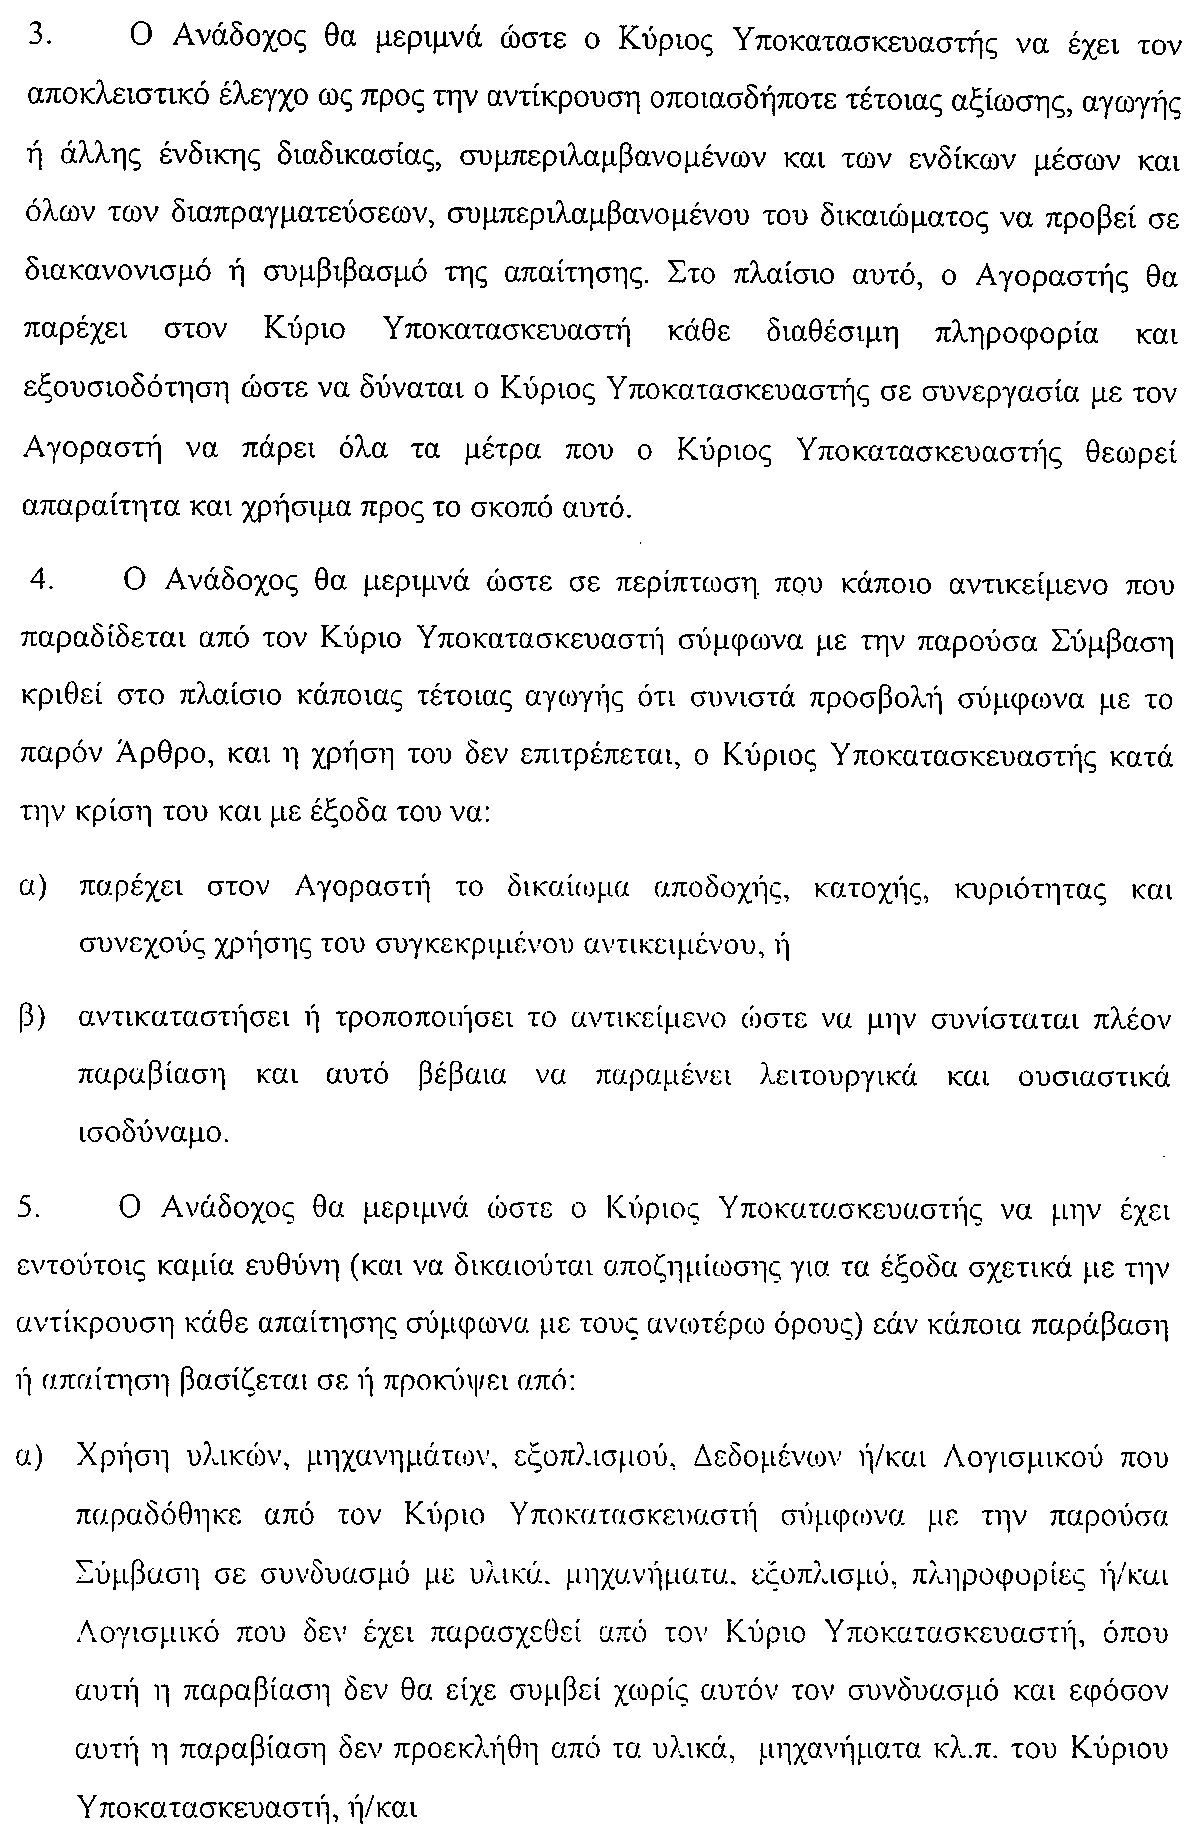 3. Ο Ανάδοχος θα μεριμνά ώστε ο Κύριος Υποκατασκευαστής να έχει τον
αποκλειστικό έλεγχο ως προς την αντίκρουση οποιασδήποτε τέτοιας αξίωσης, αγωγής
ή άλλης ένδικης διαδικασίας, συμπεριλαμβανομένων και των ενδίκων μέσων και
όλων των διαπραγματεύσεων, συμπεριλαμβανομένου του δικαιώματος να προβεί σε
διακανονισμό ή συμβιβασμό της απαίτησης. Στο πλαίσιο αυτό, ο Αγοραστής θα
παρέχει στον Κύριο Υποκατασκευαστή κάθε διαθέσιμη πληροφορία και
εξουσιοδότηση ώστε να δύναται ο Κύριος Υποκατασκευαστής σε συνεργασία με τον
Αγοραστή να πάρει όλα τα μέτρα που ο Κύριος Υποκατασκευαστής θεωρεί
απαραίτητα και χρήσιμα προς το σκοπό αυτό.
4. Ο Ανάδοχος θα μεριμνά ώστε σε περίπτωση που κάποιο αντικείμενο που
παραδίδεται από τον Κύριο Υποκατασκευαστή σύμφωνα με την παρούσα Σύμβαση
κριθεί στο πλαίσιο κάποιας τέτοιας αγωγής ότι συνιστά προσβολή σύμφωνα με το
παρόν Άρθρο, και η χρήση του δεν επιτρέπεται, ο Κύριος Υποκατασκευαστής κατά
την κρίση του και με έξοδα του να:
α) παρέχει στον Αγοραστή το δικαίωμα αποδοχής, κατοχής, κυριότητας και
συνεχούς χρήσης του συγκεκριμένου αντικειμένου, ή
β) αντικαταστήσει ή τροποποιήσει το αντικείμενο ώστε να μην συνίσταται πλέον
παραβίαση και αυτό βέβαια να παραμένει λειτουργικά και ουσιαστικά
ισοδύναμο.
5. Ο Ανάδοχος θα μεριμνά ώστε ο Κύριος Υποκατασκευαστής να μην έχει
εντούτοις καμία ευθύνη (και να δικαιούται αποζημίωσης για τα έξοδα σχετικά με την
αντίκρουση κάθε απαίτησης σύμφωνα με τους ανωτέρω όρους) εάν κάποια παράβαση
ή απαίτηση βασίζεται σε ή προκύψει από:
α) Χρήση υλικών, μηχανημάτων, εξοπλισμού, Δεδομένων ή/και Λογισμικού που
παραδόθηκε από τον Κύριο Υποκατασκευαστή σύμφωνα με την παρούσα
Σύμβαση σε συνδυασμό με υλικά, μηχανήματα, εξοπλισμό, πληροφορίες ή/και
Λογισμικό που δεν έχει παρασχεθεί από τον Κύριο Υποκατασκευαστή, όπου
αυτή η παραβίαση δεν θα είχε συμβεί χωρίς αυτόν τον συνδυασμό και εφόσον
αυτή η παραβίαση δεν προεκλήθη από τα υλικά, μηχανήματα κλ.π. του Κύριου
Υποκατασκευαστή, ή/και